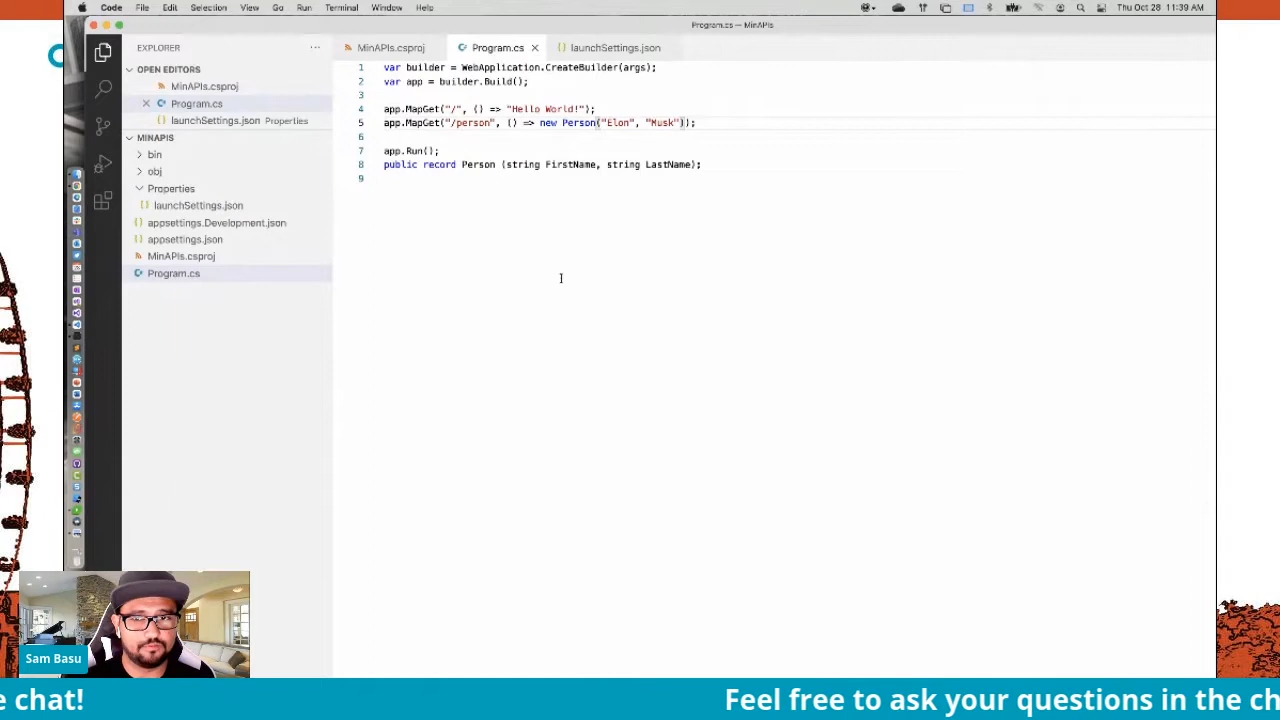 Code File Edit Selection View Go Run Terminal Window Help Thu Oct 28 11:39 AM
Program.cs — MinAPIs
EXPLORER ···
MinAPIs.csproj Program.cs launchSettings.json
OPEN EDITORS
MinAPIs.csproj
Program.cs
launchSettings.json Properties
MINAPIS
bin
obj
Properties
launchSettings.json
appsettings.Development.json
appsettings.json
MinAPIs.csproj
Program.cs
1 var builder = WebApplication.CreateBuilder(args);
2 var app = builder.Build();
3
4 app.MapGet("/", () => "Hello World!");
5 app.MapGet("/person", () => new Person("Elon", "Musk"));
6
7 app.Run();
8 public record Person (string FirstName, string LastName);
9
Sam Basu
e chat! Feel free to ask your questions in the ch